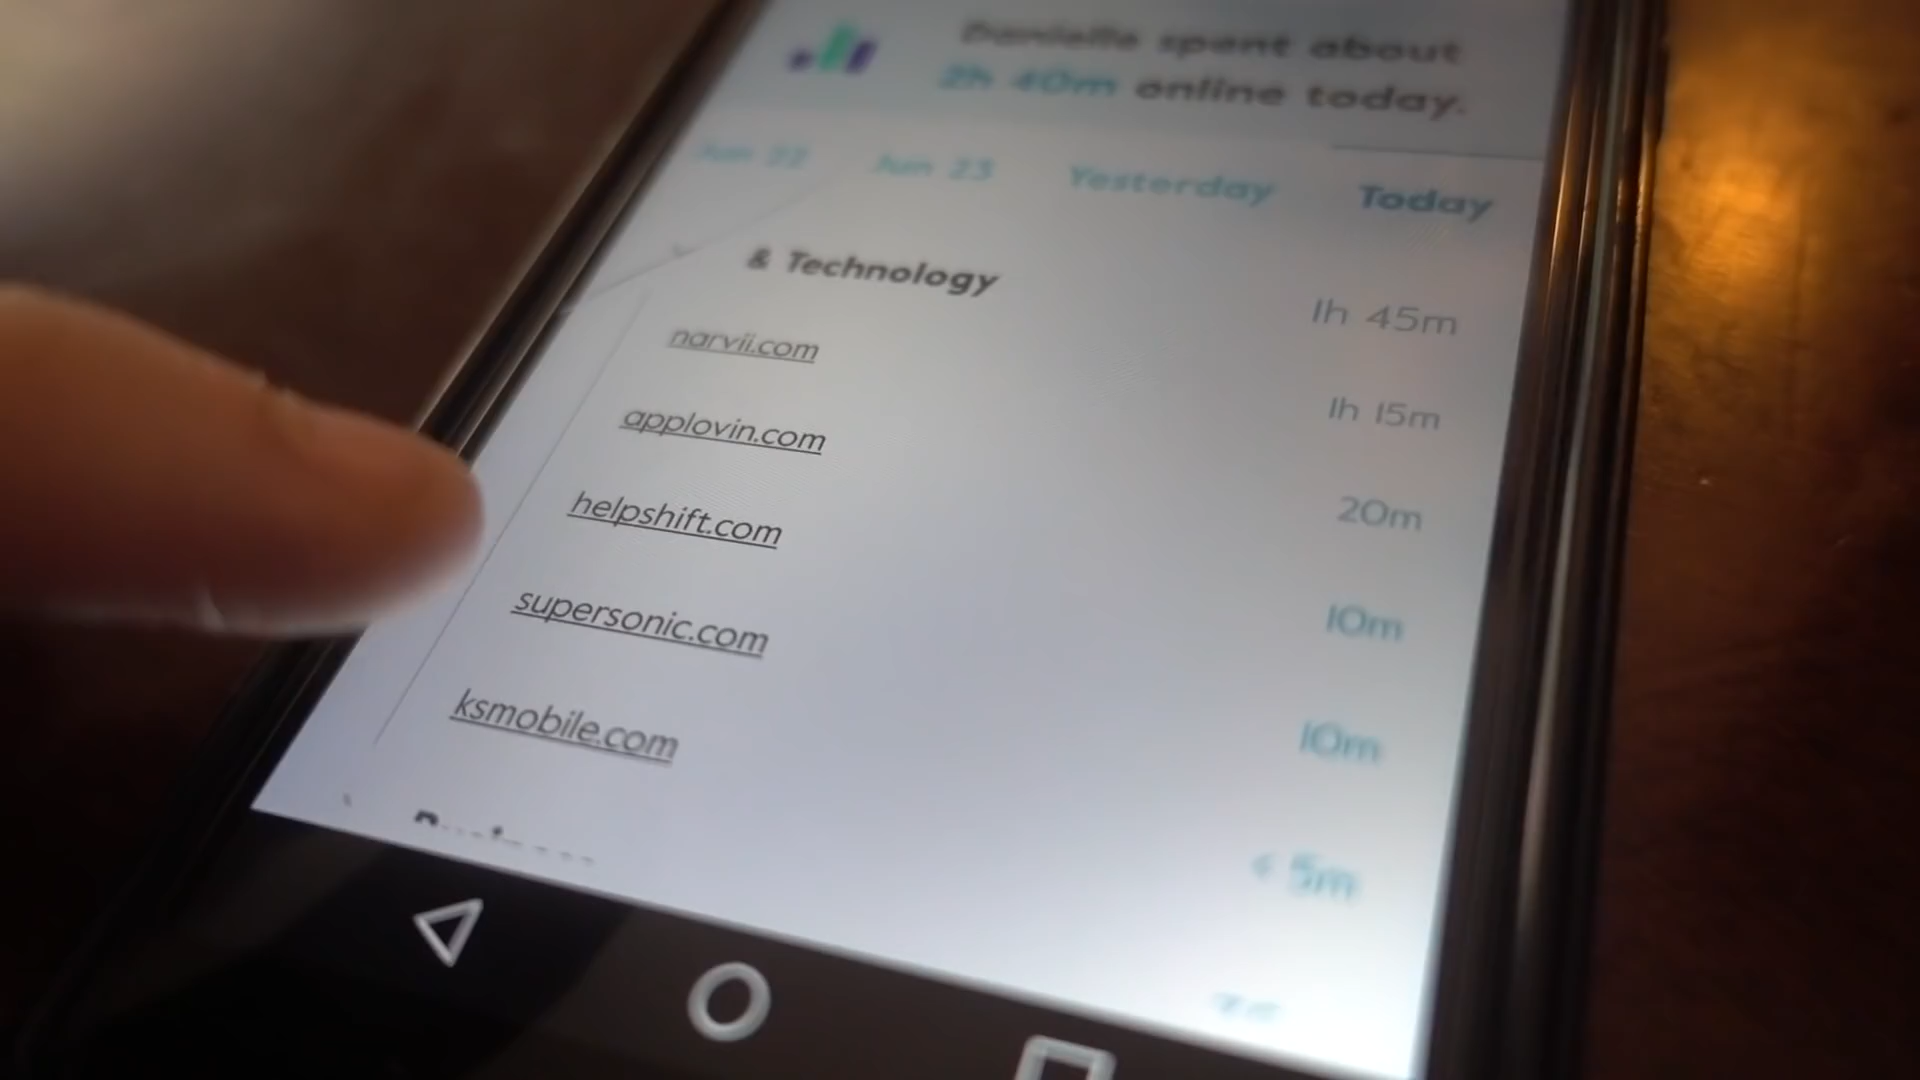 Danielle spent about
2h 40m online today.
Jun 22 Jun 23 Yesterday Today
& Technology 1h 45m
narvii.com 1h 15m
applovin.com 20m
helpshift.com 10m
supersonic.com 10m
ksmobile.com < 5m